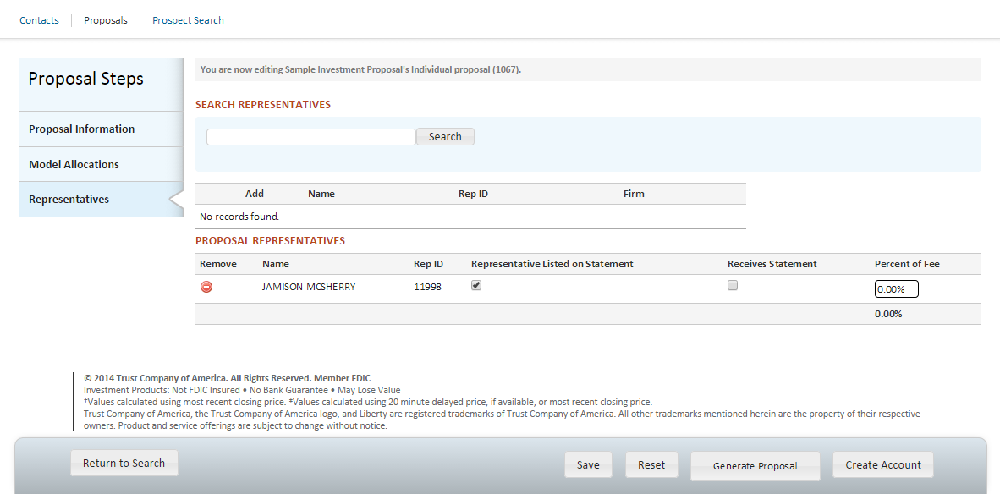 Contacts Proposals Prospect Search
Proposal Steps
Proposal Information
Model Allocations
Representatives
You are now editing Sample Investment Proposal's Individual proposal (1067).
SEARCH REPRESENTATIVES
Search
Add Name Rep ID Firm
No records found.
PROPOSAL REPRESENTATIVES
Remove Name Rep ID Representative Listed on Statement Receives Statement Percent of Fee
JAMISON MCSHERRY 11998 0.00%
0.00%
© 2014 Trust Company of America. All Rights Reserved. Member FDIC
Investment Products: Not FDIC Insured • No Bank Guarantee • May Lose Value
†Values calculated using most recent closing price. ‡Values calculated using 20 minute delayed price, if available, or most recent closing price.
Trust Company of America, the Trust Company of America logo, and Liberty are registered trademarks of Trust Company of America. All other trademarks mentioned herein are the property of their respective
owners. Product and service offerings are subject to change without notice.
Return to Search Save Reset Generate Proposal Create Account